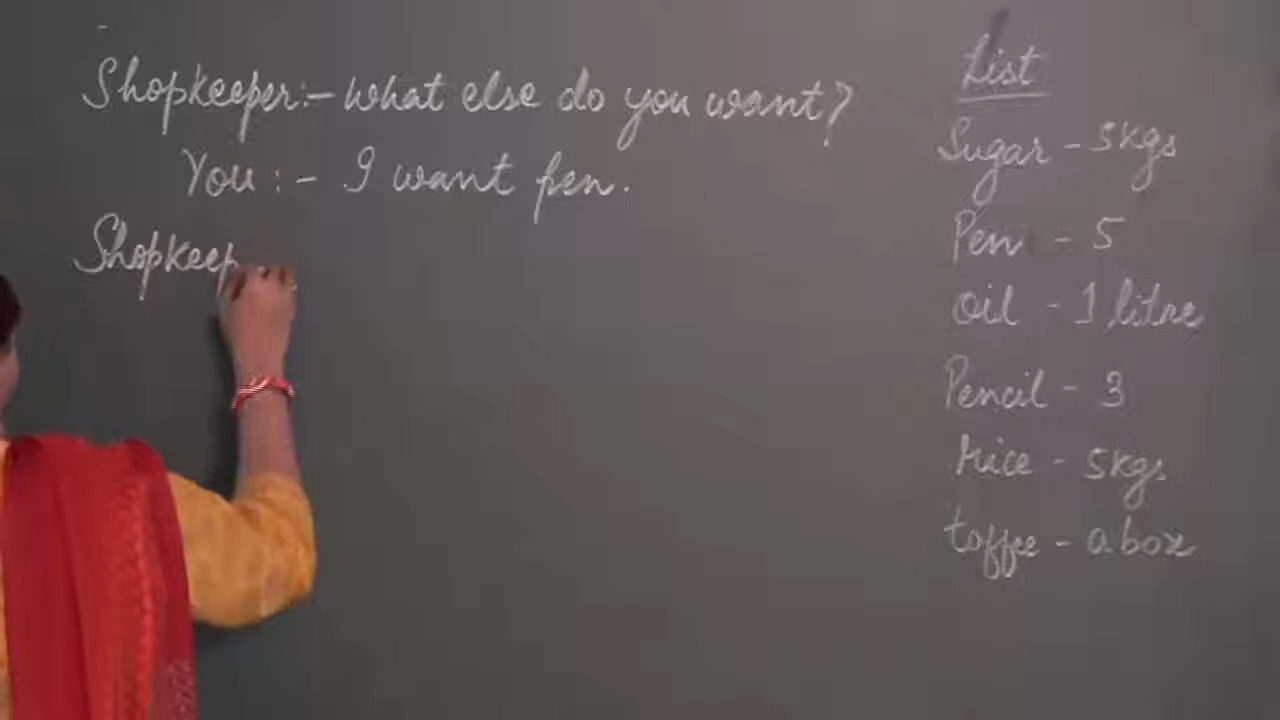 Shopkeeper:- What else do you want?
You :- I want pen.
Shopkeep
List
Sugar - 5kgs
Pen - 5
oil - 1 litre
Pencil - 3
Rice - 5kgs
toffee - a box